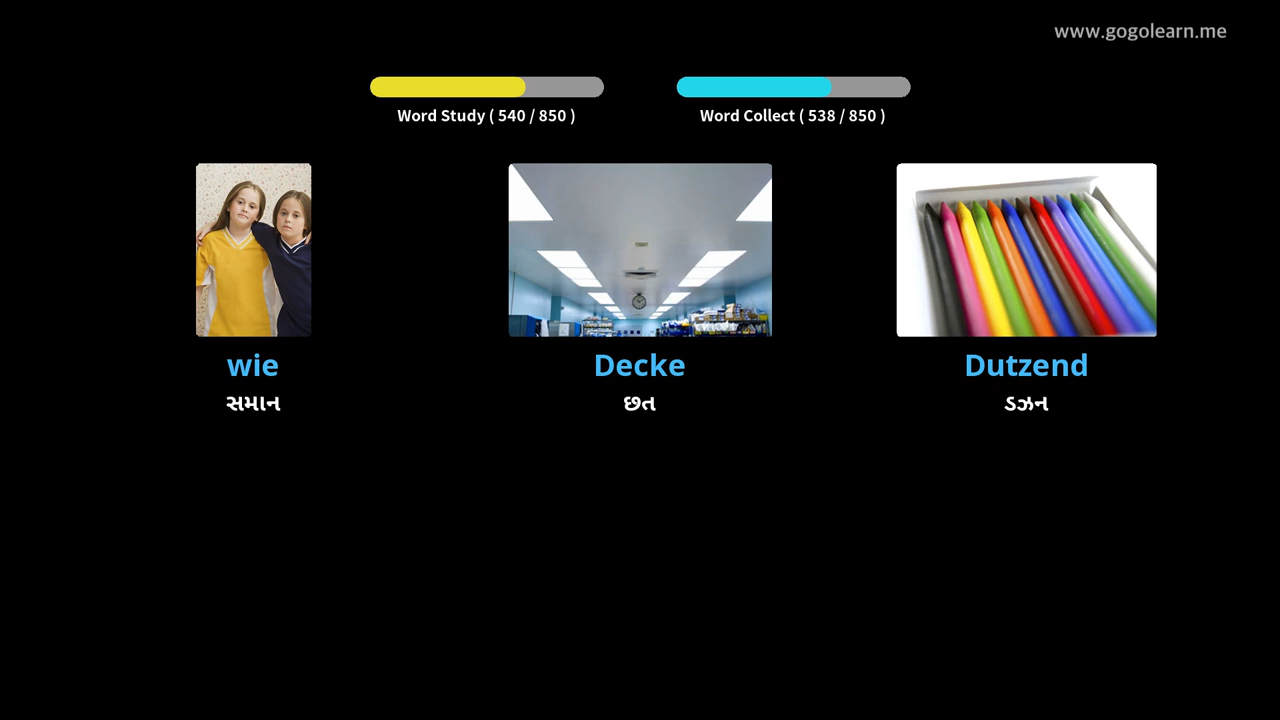 www.gogolearn.me
Word Study ( 540 / 850 )
Word Collect ( 538 / 850 )
wie
સમાન
Decke
છત
Dutzend
ડઝન